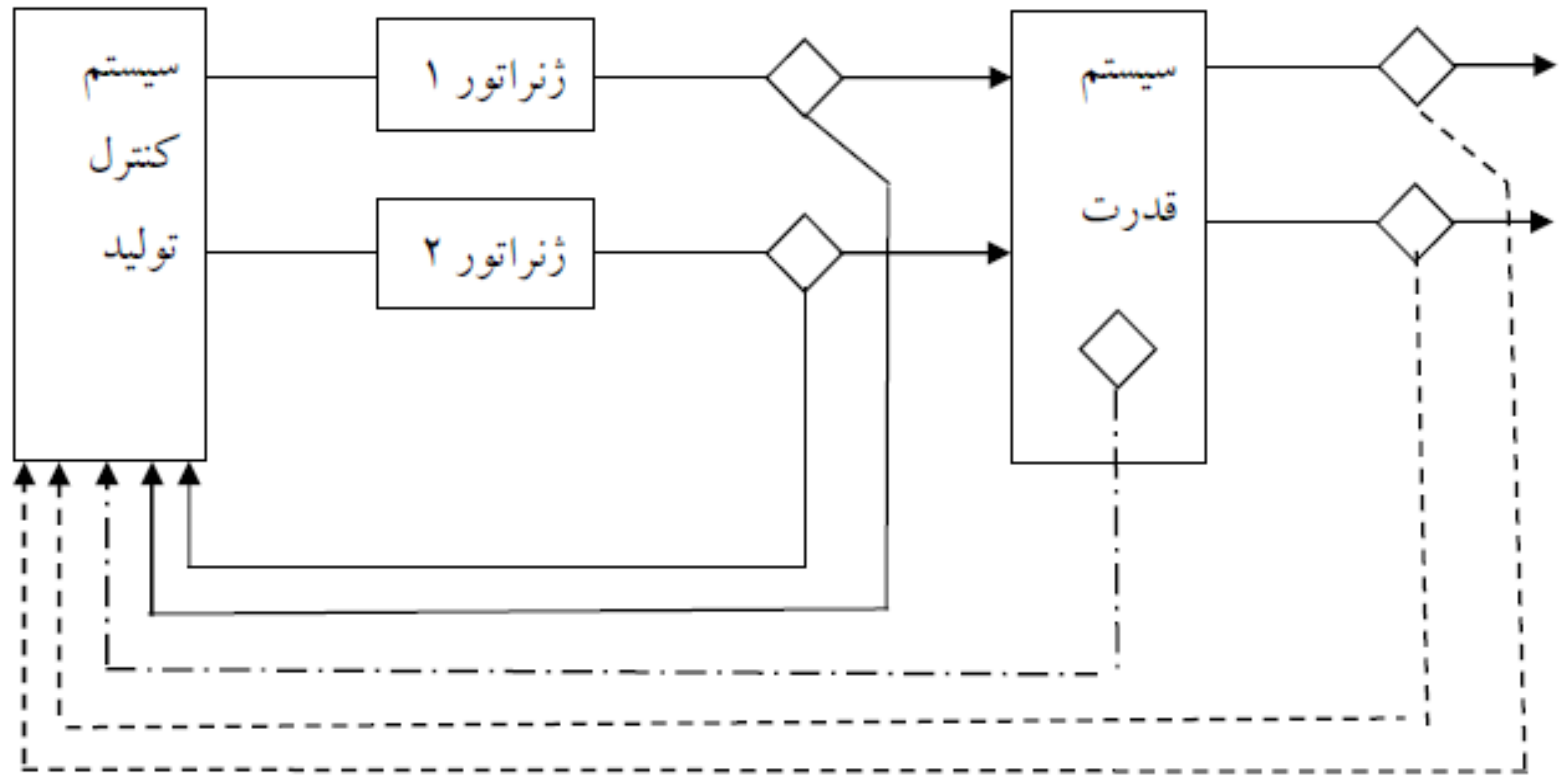 سیستم
کنترل
تولید
ژنراتور ۱
ژنراتور ۲
سیستم
قدرت